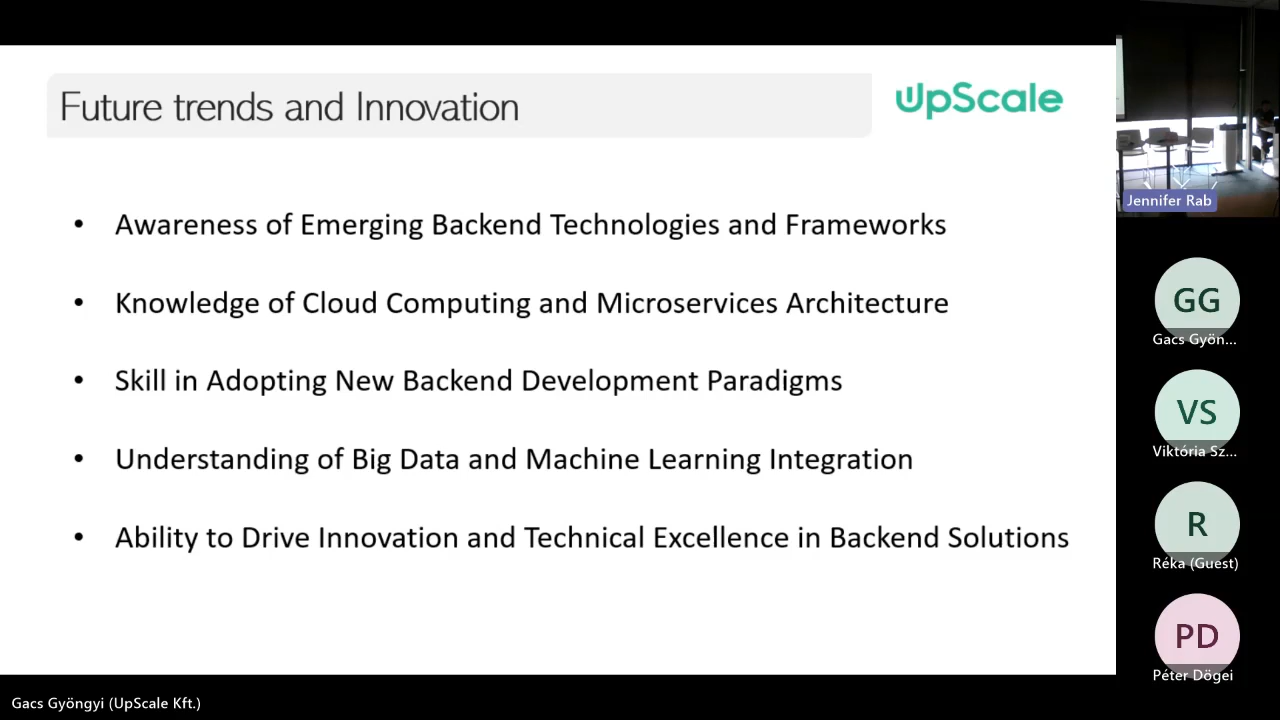 Future trends and Innovation
UpScale
• Awareness of Emerging Backend Technologies and Frameworks
• Knowledge of Cloud Computing and Microservices Architecture
• Skill in Adopting New Backend Development Paradigms
• Understanding of Big Data and Machine Learning Integration
• Ability to Drive Innovation and Technical Excellence in Backend Solutions
Jennifer Rab
GG
Gacs Gyön...
VS
Viktória Sz...
R
Réka (Guest)
PD
Péter Dögei
Gacs Gyöngyi (UpScale Kft.)